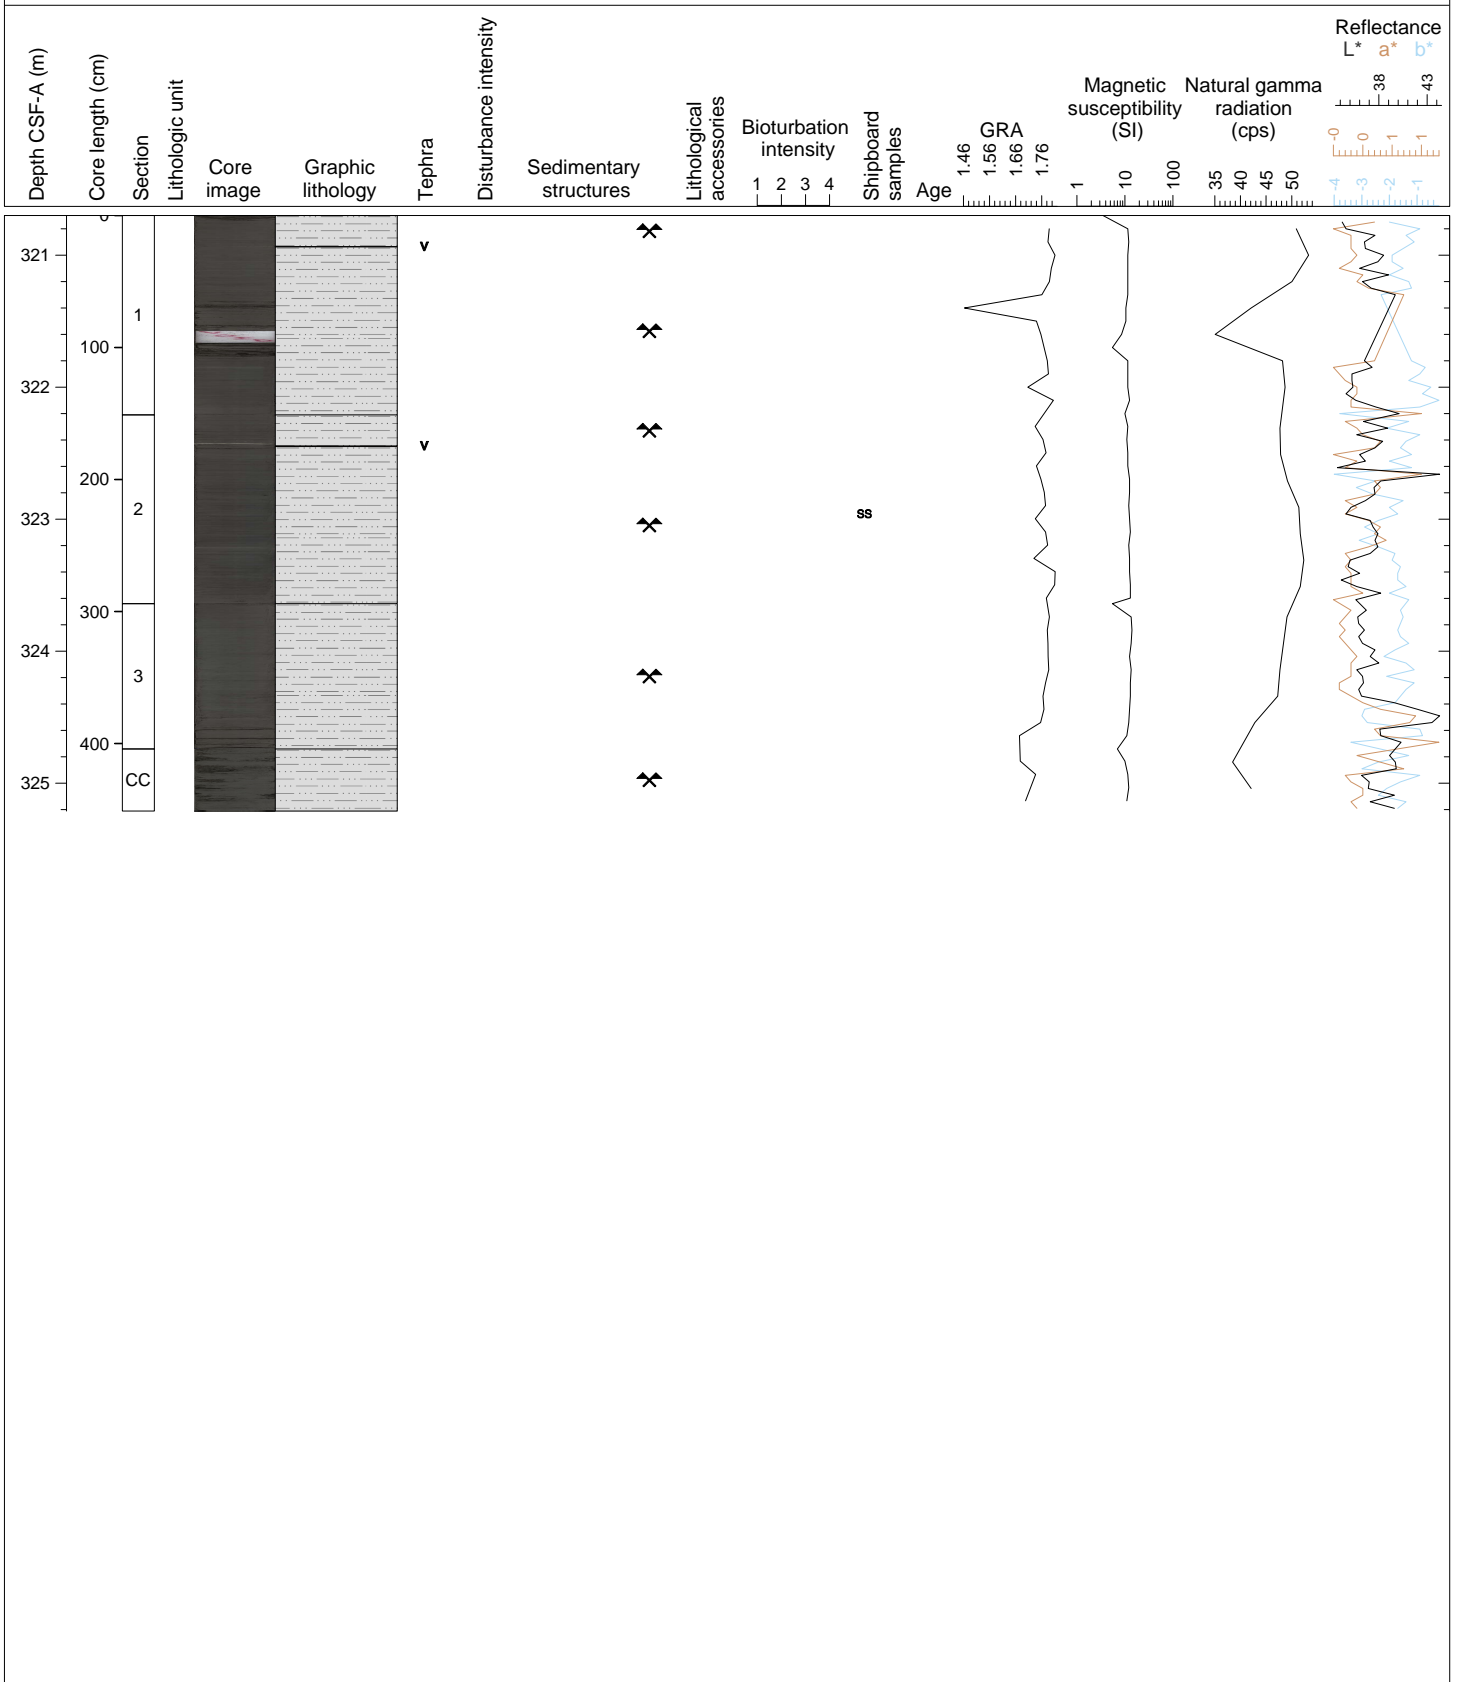 Depth CSF-A (m)
Core length (cm)
Section
Lithologic unit
Core
image
Graphic
lithology
Tephra
Disturbance intensity
Sedimentary
structures
Lithological
accessories
Bioturbation
intensity
1 2 3 4
Shipboard
samples
Age
GRA
1.46 1.56 1.66 1.76
Magnetic
susceptibility
(SI)
1 10 100
Natural gamma
radiation
(cps)
35 40 45 50
Reflectance
L* a* b*
38 43
-0 0 1 1
-4 -3 -2 -1
0
321
v
1
100
322
v
200
2
323
ss
300
324
3
400
325
CC